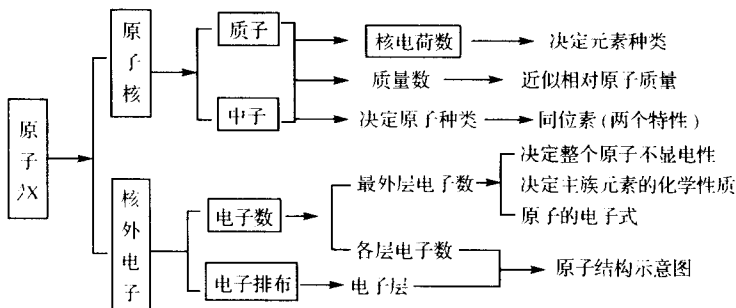 原子 ᴬzX
原子核
质子
中子
核电荷数
决定元素种类
质量数
近似相对原子质量
决定原子种类
同位素(两个特性)
核外电子
电子数
电子排布
最外层电子数
各层电子数
电子层
决定整个原子不显电性
决定主族元素的化学性质
原子的电子式
原子结构示意图